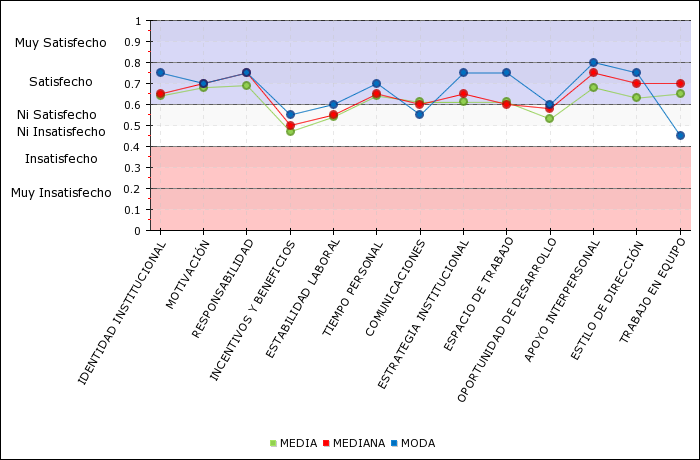 1
0.9
Muy Satisfecho
0.8
0.7
Satisfecho
0.6
Ni Satisfecho
0.5
Ni Insatisfecho
0.4
Insatisfecho
0.3
0.2
Muy Insatisfecho
0.1
0
IDENTIDAD INSTITUCIONAL
MOTIVACIÓN
RESPONSABILIDAD
INCENTIVOS Y BENEFICIOS
ESTABILIDAD LABORAL
TIEMPO PERSONAL
COMUNICACIONES
ESTRATEGIA INSTITUCIONAL
ESPACIO DE TRABAJO
OPORTUNIDAD DE DESARROLLO
APOYO INTERPERSONAL
ESTILO DE DIRECCIÓN
TRABAJO EN EQUIPO
MEDIA MEDIANA MODA